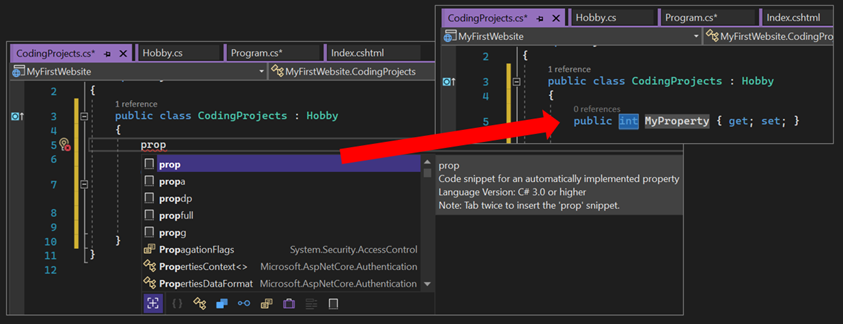 CodingProjects.cs* Hobby.cs Program.cs* Index.cshtml
MyFirstWebsite MyFirstWebsite.CodingProjects
2 {
1 reference
3 public class CodingProjects : Hobby
4 {
5 prop
6 prop
propa
7 propdp
8 propfull
9 propg
10 }
PropagationFlags System.Security.AccessControl
11 }
PropertiesContext<> Microsoft.AspNetCore.Authentication
12
PropertiesDataFormat Microsoft.AspNetCore.Authentication
prop
Code snippet for an automatically implemented property
Language Version: C# 3.0 or higher
Note: Tab twice to insert the 'prop' snippet.
CodingProjects.cs* Hobby.cs Program.cs* Index.cshtml
MyFirstWebsite MyFirstWebsite.CodingPro
2 {
1 reference
3 public class CodingProjects : Hobby
4 {
0 references
5 public int MyProperty { get; set; }